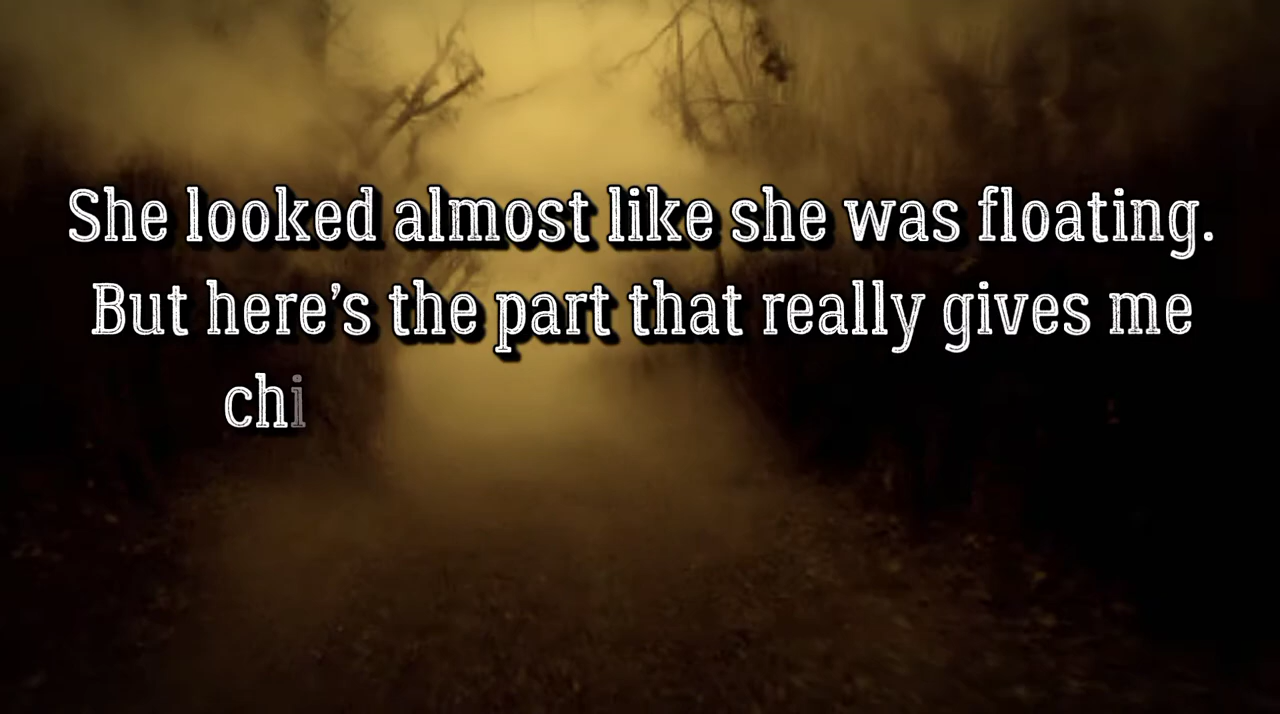 She looked almost like she was floating.
But here’s the part that really gives me
chi